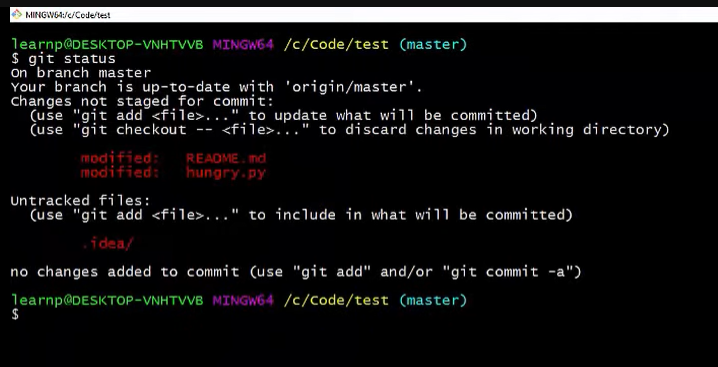 MINGW64:/c/Code/test
learnp@DESKTOP-VNHTVVB MINGW64 /c/Code/test (master)
$ git status
On branch master
Your branch is up-to-date with 'origin/master'.
Changes not staged for commit:
  (use "git add <file>..." to update what will be committed)
  (use "git checkout -- <file>..." to discard changes in working directory)
        modified:   README.md
        modified:   hungry.py
Untracked files:
  (use "git add <file>..." to include in what will be committed)
        .idea/
no changes added to commit (use "git add" and/or "git commit -a")
learnp@DESKTOP-VNHTVVB MINGW64 /c/Code/test (master)
$